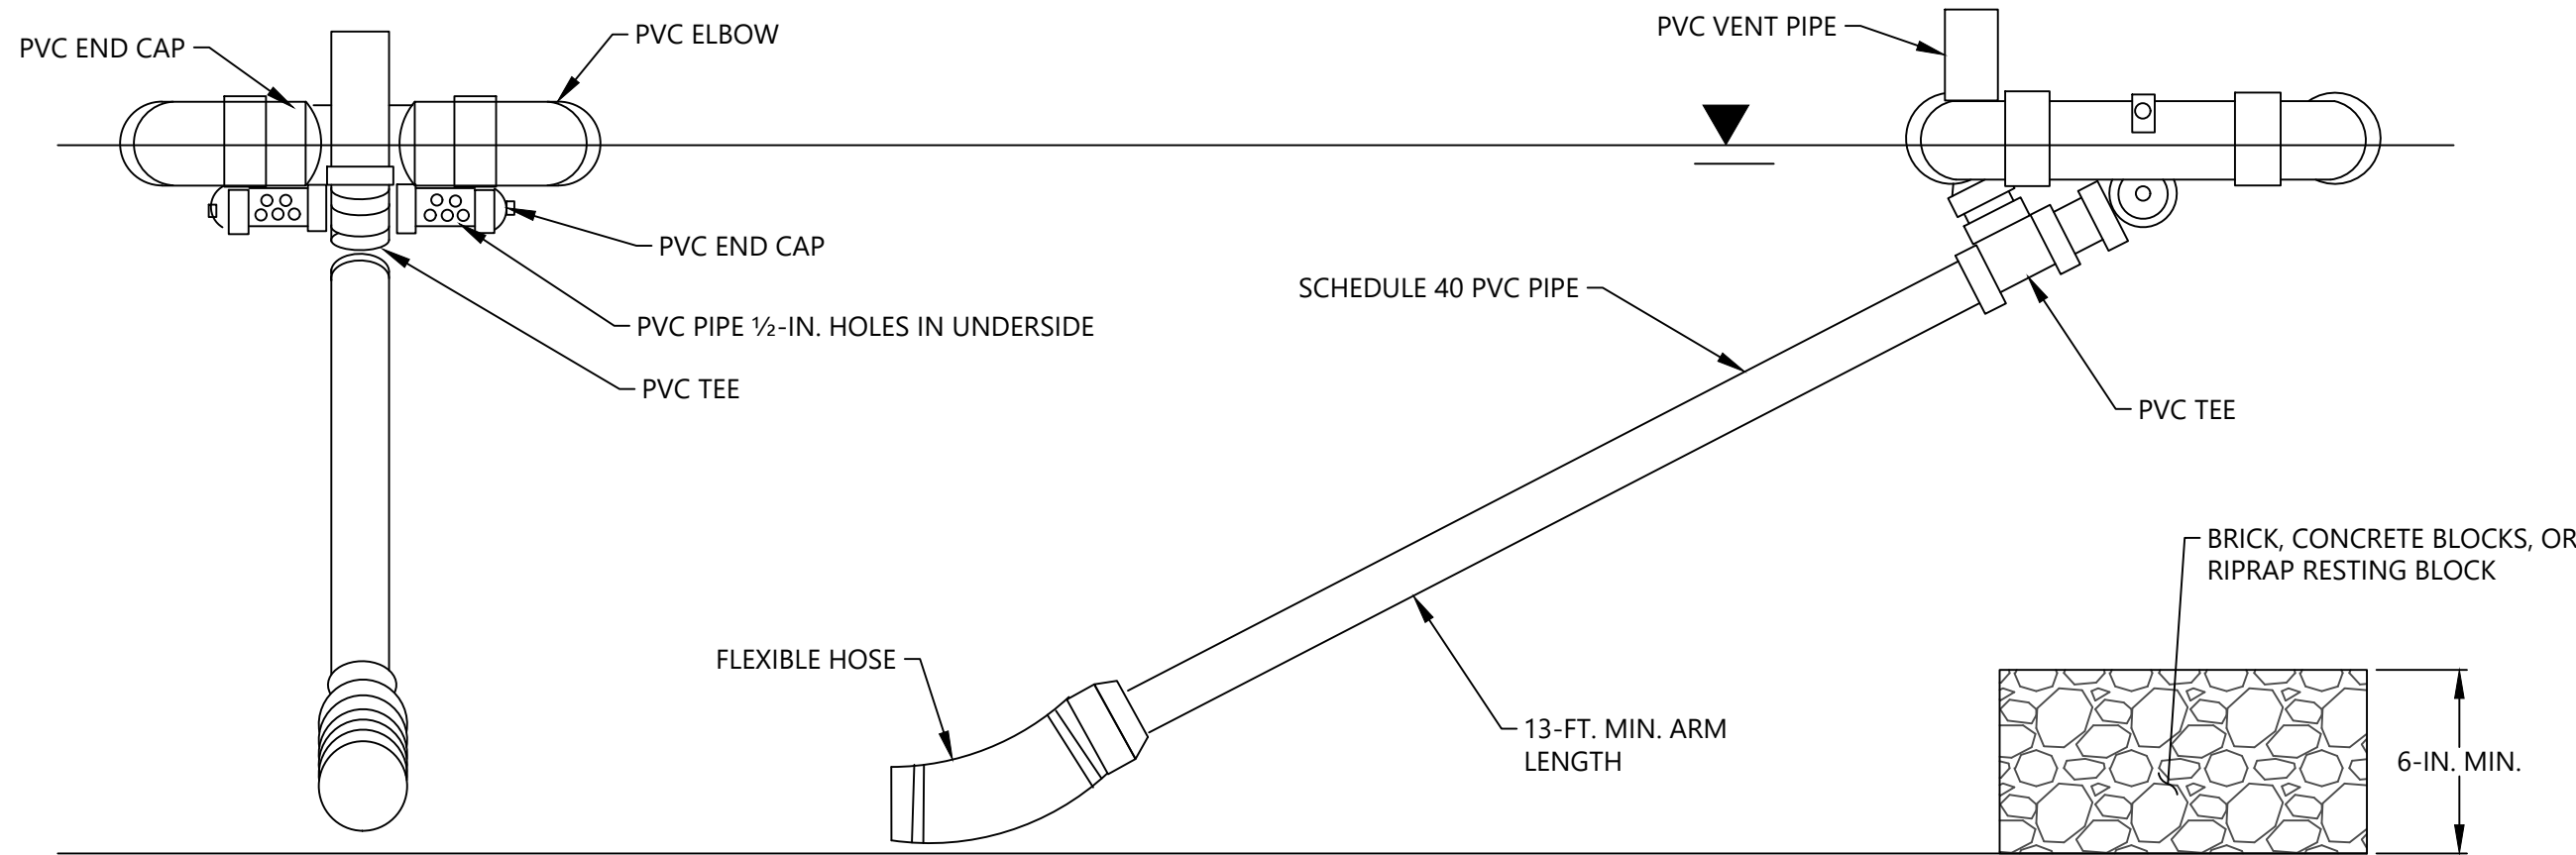 PVC END CAP
PVC ELBOW
PVC VENT PIPE
PVC END CAP
SCHEDULE 40 PVC PIPE
PVC PIPE ½-IN. HOLES IN UNDERSIDE
PVC TEE
PVC TEE
BRICK, CONCRETE BLOCKS, OR
RIPRAP RESTING BLOCK
FLEXIBLE HOSE
13-FT. MIN. ARM
LENGTH
6-IN. MIN.